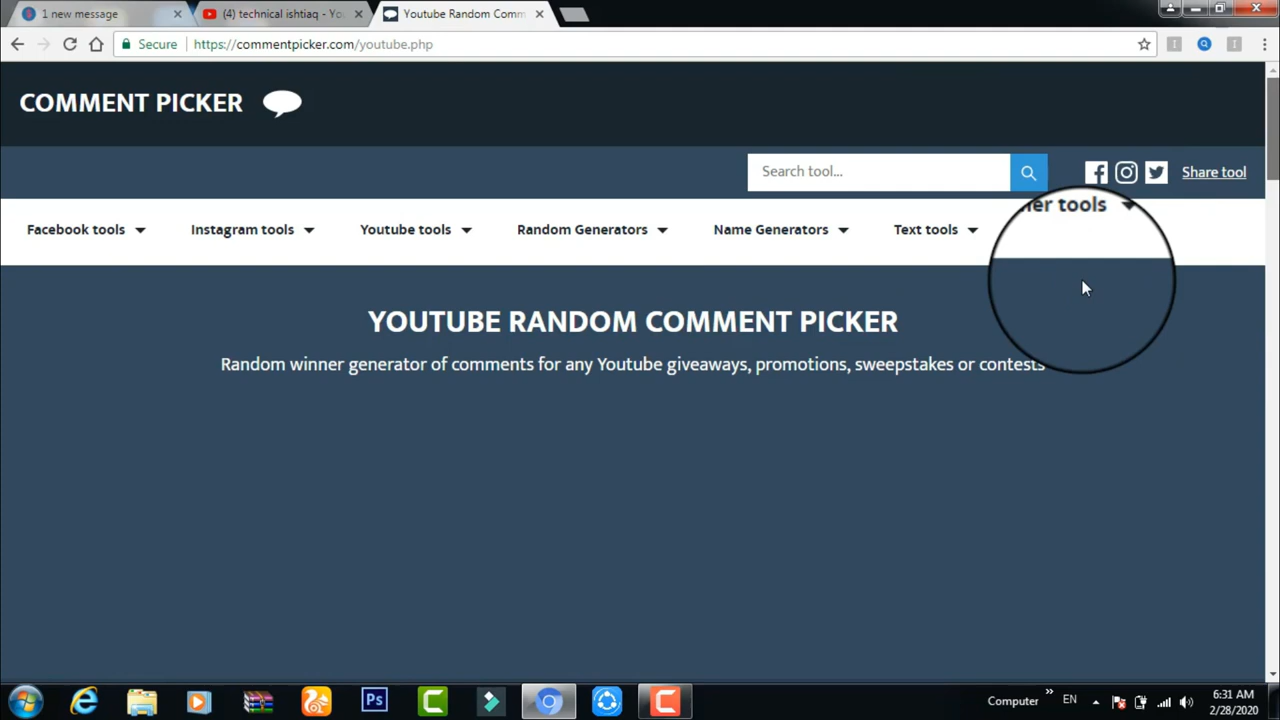 1 new message
(4) technical ishtiaq - You
Youtube Random Comm
Secure
https://commentpicker.com/youtube.php
COMMENT PICKER
Search tool...
Share tool
Facebook tools
Instagram tools
Youtube tools
Random Generators
Name Generators
Text tools
her tools
YOUTUBE RANDOM COMMENT PICKER
Random winner generator of comments for any Youtube giveaways, promotions, sweepstakes or contests
Ps
Computer
EN
6:31 AM
2/28/2020